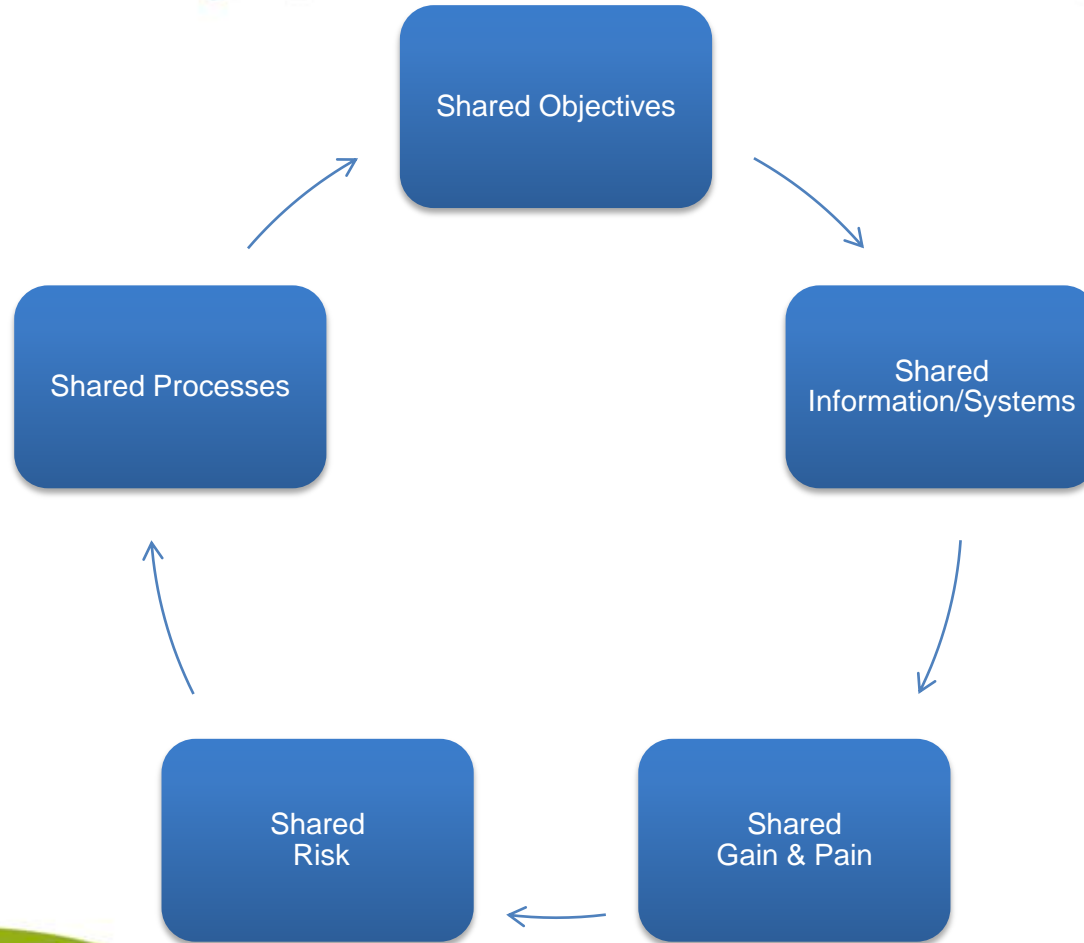 Shared Objectives
Shared
Information/Systems
Shared
Gain & Pain
Shared
Risk
Shared Processes